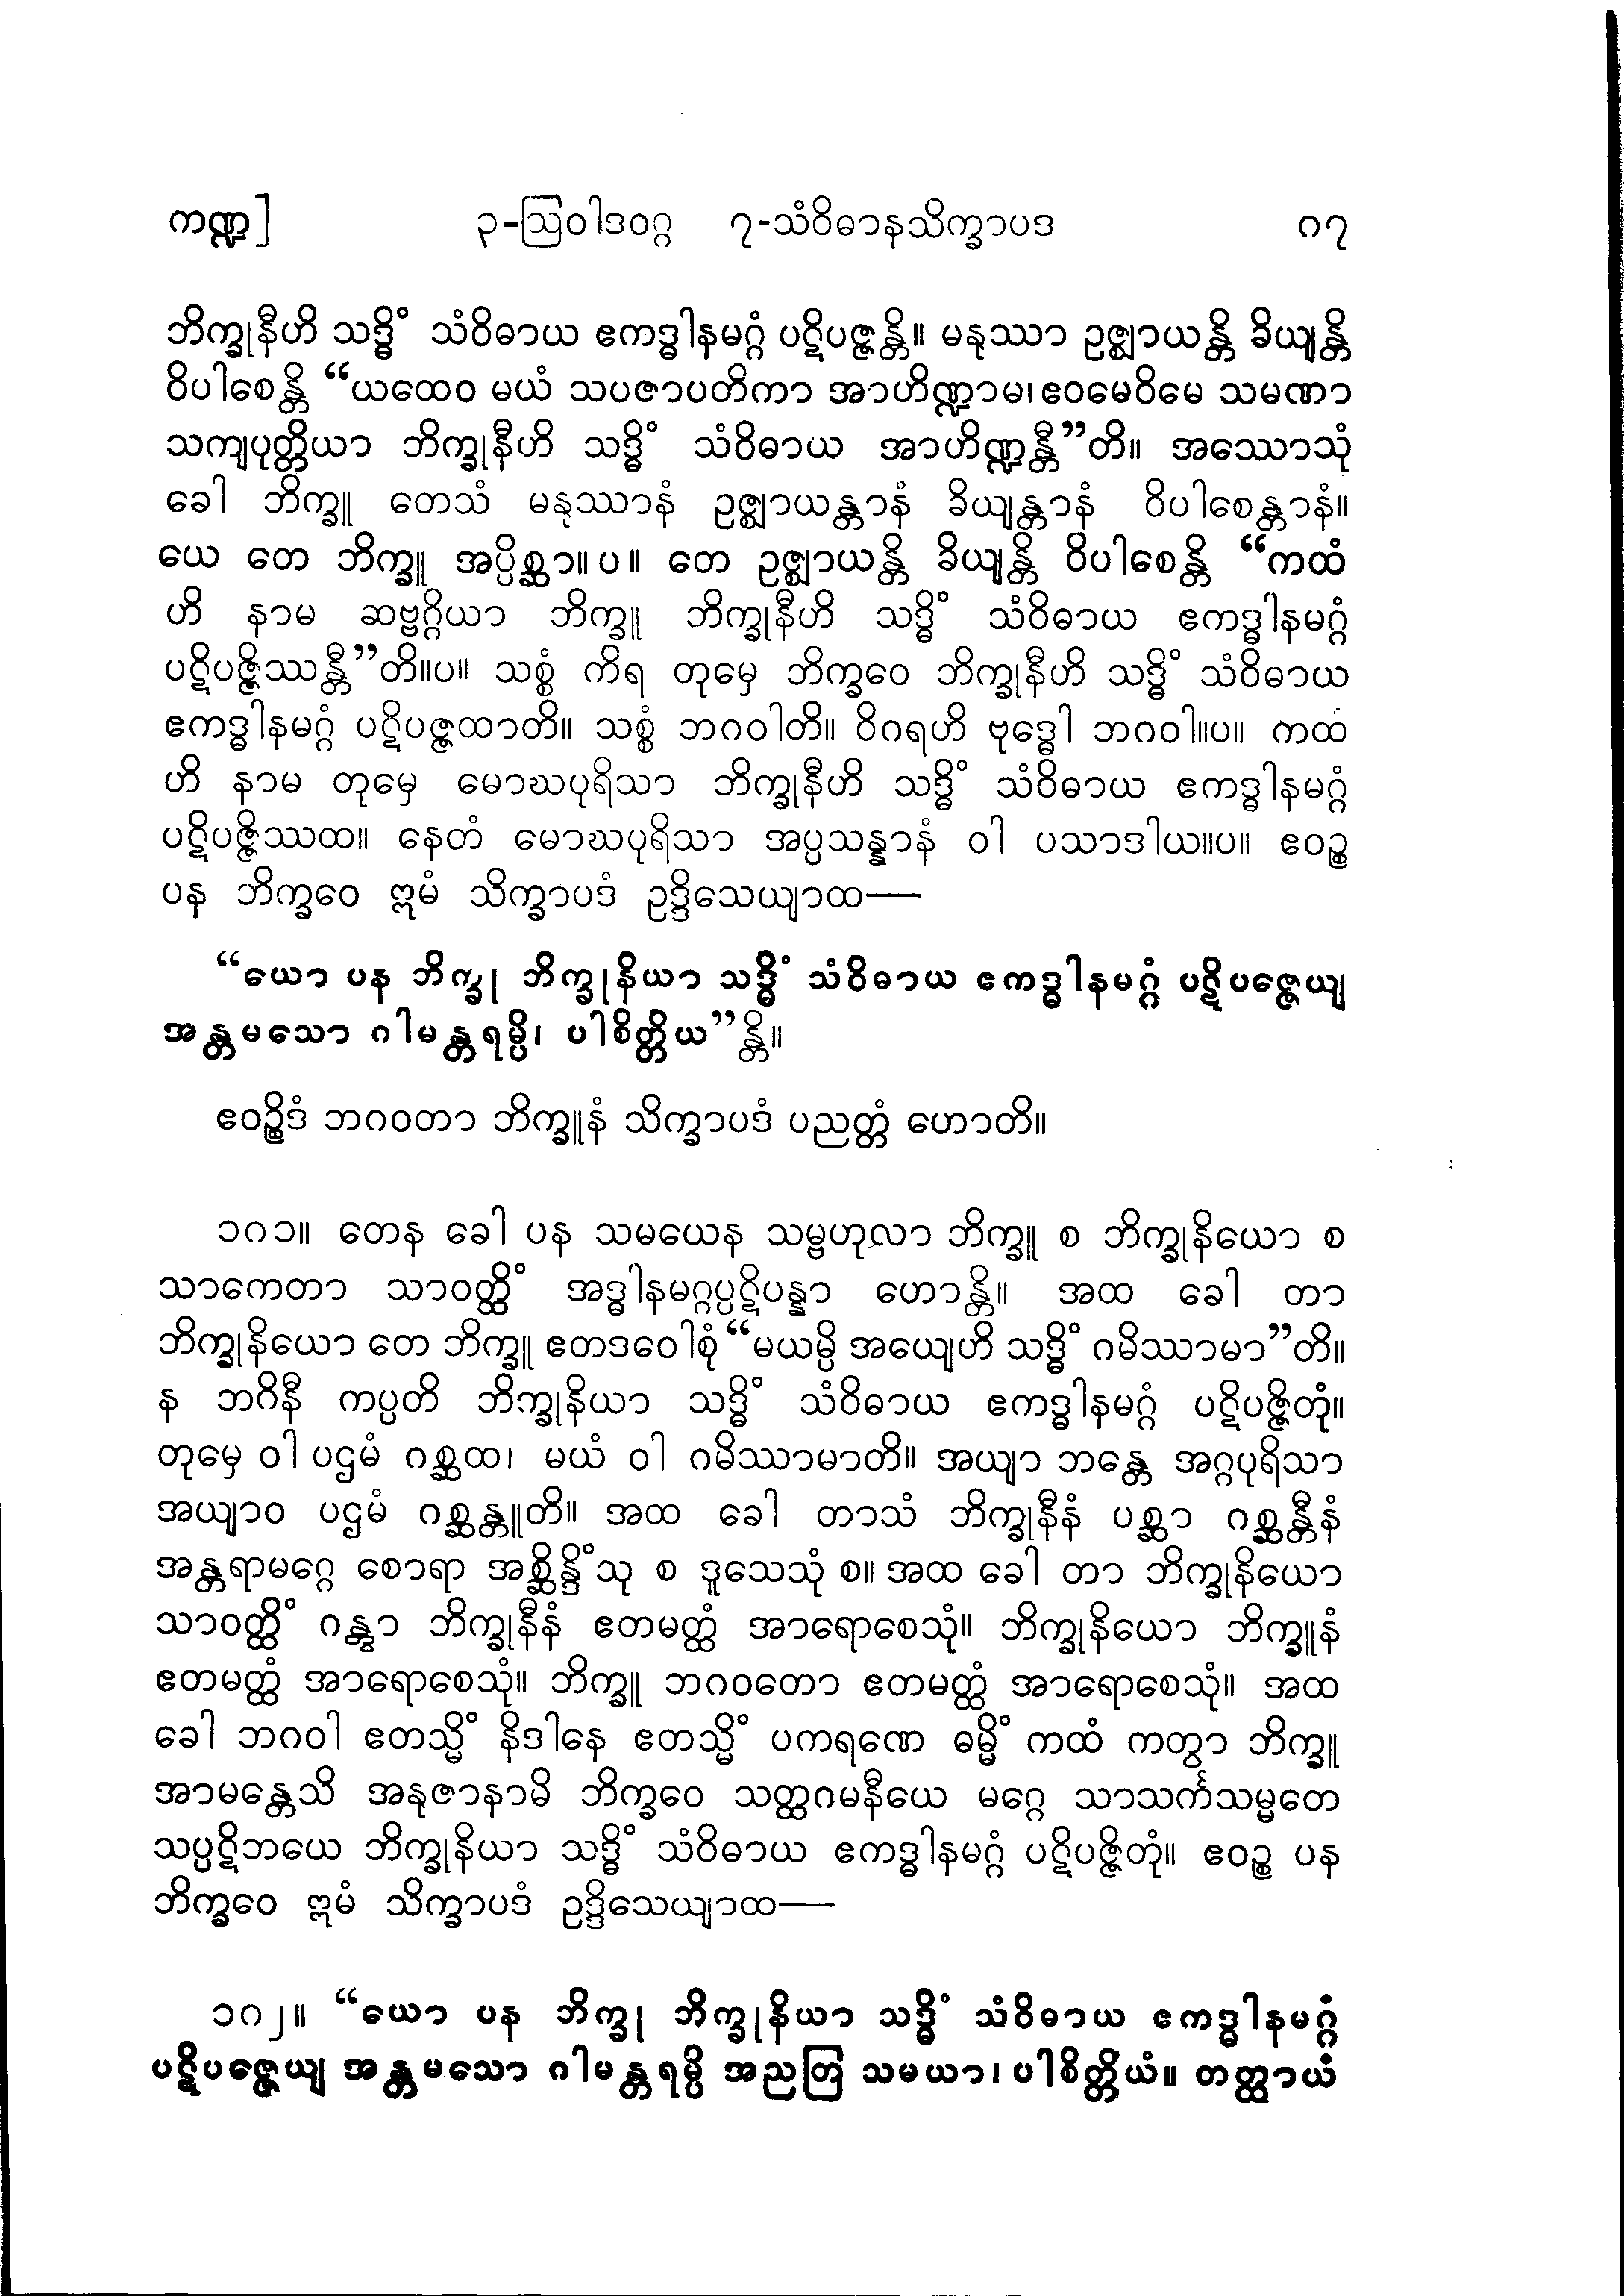 ကဏ္ဍ] ၃-ဩဝါဒဝဂ္ဂ ၇-သံဝိဓာနသိက္ခာပဒ ၈၇
ဘိက္ခုနီဟိ သဒ္ဓိံ သံဝိဓာယ ဧကဒ္ဓါနမဂ္ဂံ ပဋိပဇ္ဇန္တိ။ မနုဿာ ဥဇ္ဈာယန္တိ ခိယျန္တိ
ဝိပါစေန္တိ “ယထေဝ မယံ သပဇာပတိကာ အာဟိဏ္ဍာမ၊ ဧဝမေဝိမေ သမဏာ
သကျပုတ္တိယာ ဘိက္ခုနီဟိ သဒ္ဓိံ သံဝိဓာယ အာဟိဏ္ဍန္တီ”တိ။ အဿောသုံ
ခေါ ဘိက္ခူ တေသံ မနုဿာနံ ဥဇ္ဈာယန္တာနံ ခိယျန္တာနံ ဝိပါစေန္တာနံ။
ယေ တေ ဘိက္ခူ အပ္ပိစ္ဆာ။ပ။ တေ ဥဇ္ဈာယန္တိ ခိယျန္တိ ဝိပါစေန္တိ “ကထံ
ဟိ နာမ ဆဗ္ဗဂ္ဂိယာ ဘိက္ခူ ဘိက္ခုနီဟိ သဒ္ဓိံ သံဝိဓာယ ဧကဒ္ဓါနမဂ္ဂံ
ပဋိပဇ္ဇိဿန္တီ”တိ။ပ။ သစ္စံ ကိရ တုမှေ ဘိက္ခဝေ ဘိက္ခုနီဟိ သဒ္ဓိံ သံဝိဓာယ
ဧကဒ္ဓါနမဂ္ဂံ ပဋိပဇ္ဇထာတိ။ သစ္စံ ဘဂဝါတိ။ ဝိဂရဟိ ဗုဒ္ဓေါ ဘဂဝါ။ပ။ ကထံ
ဟိ နာမ တုမှေ မောဃပုရိသာ ဘိက္ခုနီဟိ သဒ္ဓိံ သံဝိဓာယ ဧကဒ္ဓါနမဂ္ဂံ
ပဋိပဇ္ဇိဿထ။ နေတံ မောဃပုရိသာ အပ္ပသန္နာနံ ဝါ ပသာဒါယ။ပ။ ဧဝဉ္စ
ပန ဘိက္ခဝေ ဣမံ သိက္ခာပဒံ ဥဒ္ဒိသေယျာထ—
“ယော ပန ဘိက္ခု ဘိက္ခုနိယာ သဒ္ဓိံ သံဝိဓာယ ဧကဒ္ဓါနမဂ္ဂံ ပဋိပဇ္ဇေယျ
အန္တမသော ဂါမန္တရမ္ပိ၊ ပါစိတ္တိယ”န္တိ။
ဧဝဉ္စိဒံ ဘဂဝတာ ဘိက္ခူနံ သိက္ခာပဒံ ပညတ္တံ ဟောတိ။
၁၈၁။ တေန ခေါ ပန သမယေန သမ္ဗဟုလာ ဘိက္ခူ စ ဘိက္ခုနိယော စ
သာကေတာ သာဝတ္ထိံ အဒ္ဓါနမဂ္ဂပ္ပဋိပန္နာ ဟောန္တိ။ အထ ခေါ တာ
ဘိက္ခုနိယော တေ ဘိက္ခူ ဧတဒဝေါစုံ “မယမ္ပိ အယျေဟိ သဒ္ဓိံ ဂမိဿာမာ”တိ။
န ဘဂိနီ ကပ္ပတိ ဘိက္ခုနိယာ သဒ္ဓိံ သံဝိဓာယ ဧကဒ္ဓါနမဂ္ဂံ ပဋိပဇ္ဇိတုံ။
တုမှေ ဝါ ပဌမံ ဂစ္ဆထ၊ မယံ ဝါ ဂမိဿာမာတိ။ အယျာ ဘန္တေ အဂ္ဂပုရိသာ
အယျာဝ ပဌမံ ဂစ္ဆန္တူတိ။ အထ ခေါ တာသံ ဘိက္ခုနီနံ ပစ္ဆာ ဂစ္ဆန္တီနံ
အန္တရာမဂ္ဂေ စောရာ အစ္ဆိန္ဒိံသု စ ဒူသေသုံ စ။ အထ ခေါ တာ ဘိက္ခုနိယော
သာဝတ္ထိံ ဂန္တွာ ဘိက္ခုနီနံ ဧတမတ္ထံ အာရောစေသုံ။ ဘိက္ခုနိယော ဘိက္ခူနံ
ဧတမတ္ထံ အာရောစေသုံ။ ဘိက္ခူ ဘဂဝတော ဧတမတ္ထံ အာရောစေသုံ။ အထ
ခေါ ဘဂဝါ ဧတသ္မိံ နိဒါနေ ဧတသ္မိံ ပကရဏေ ဓမ္မိံ ကထံ ကတွာ ဘိက္ခူ
အာမန္တေသိ အနုဇာနာမိ ဘိက္ခဝေ သတ္ထဂမနီယေ မဂ္ဂေ သာသင်္ကသမ္မတေ
သပ္ပဋိဘယေ ဘိက္ခုနိယာ သဒ္ဓိံ သံဝိဓာယ ဧကဒ္ဓါနမဂ္ဂံ ပဋိပဇ္ဇိတုံ။ ဧဝဉ္စ ပန
ဘိက္ခဝေ ဣမံ သိက္ခာပဒံ ဥဒ္ဒိသေယျာထ—
၁၈၂။ “ယော ပန ဘိက္ခု ဘိက္ခုနိယာ သဒ္ဓိံ သံဝိဓာယ ဧကဒ္ဓါနမဂ္ဂံ
ပဋိပဇ္ဇေယျ အန္တမသော ဂါမန္တရမ္ပိ အညတြ သမယာ၊ ပါစိတ္တိယံ။ တတ္ထာယံ